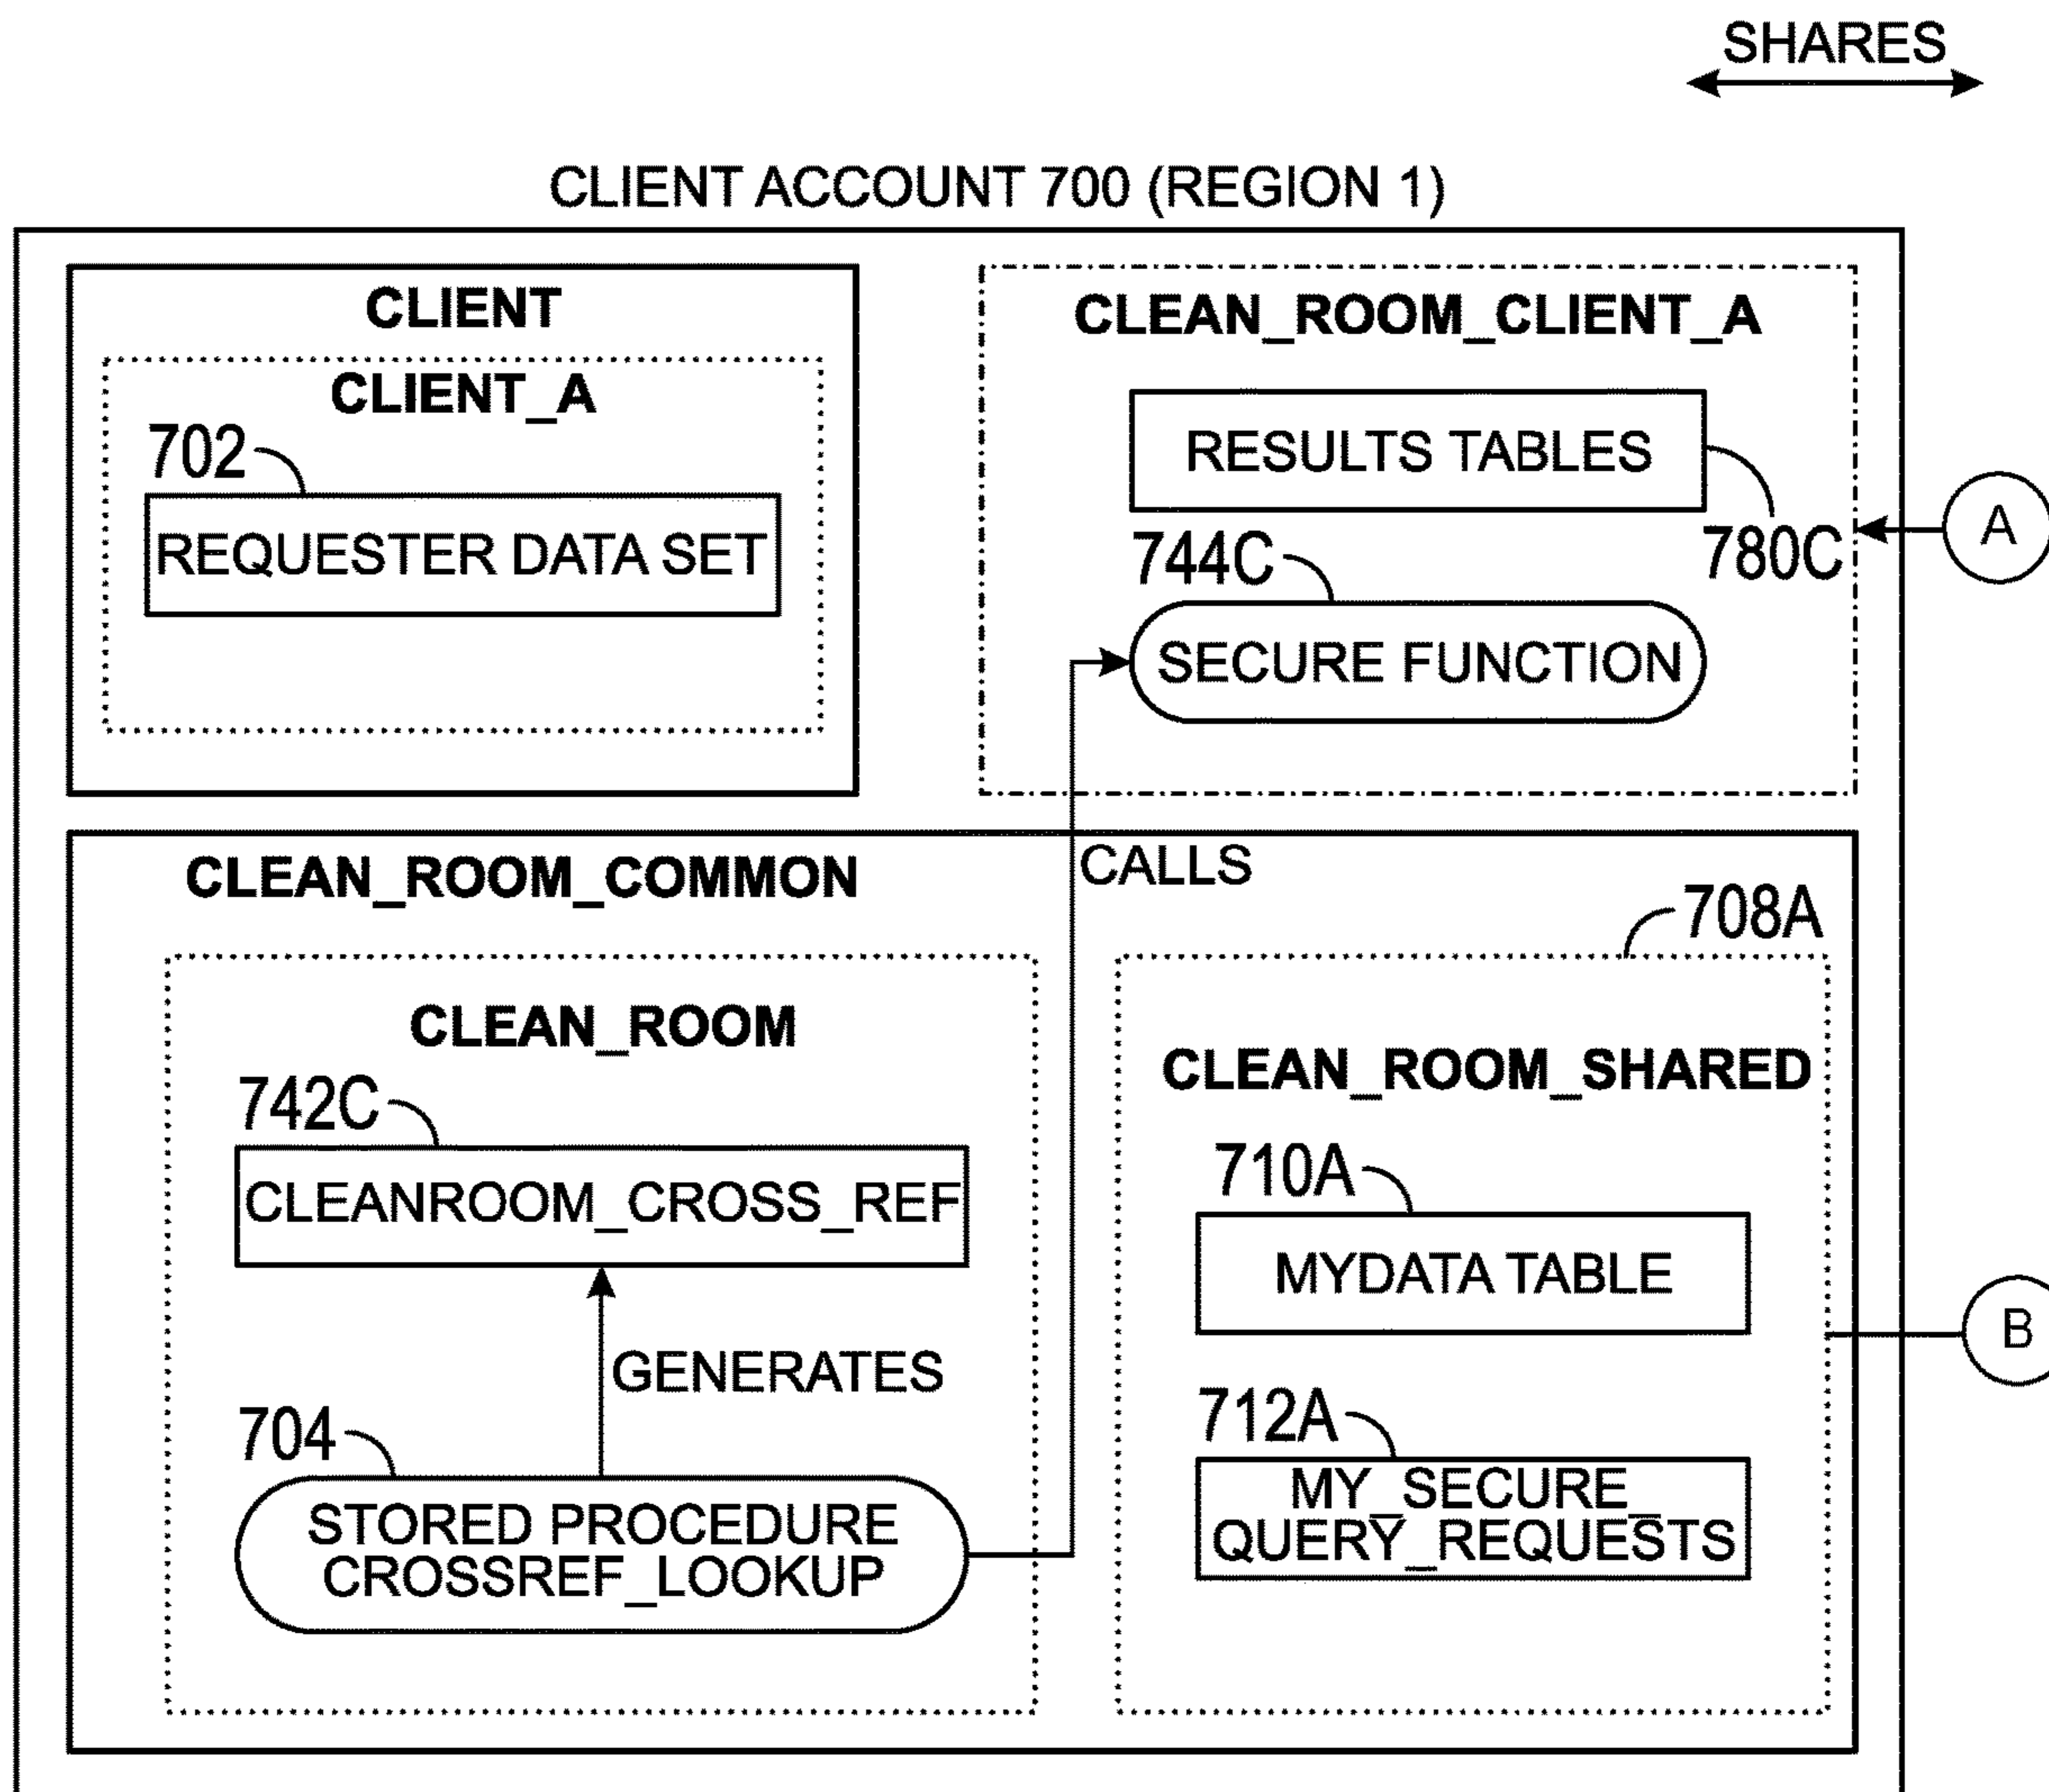 SHARES
CLIENT ACCOUNT 700 (REGION 1)
CLIENT
CLIENT_A
702
REQUESTER DATA SET
CLEAN_ROOM_CLIENT_A
RESULTS TABLES
780C
744C
SECURE FUNCTION
A
CLEAN_ROOM_COMMON
CALLS
CLEAN_ROOM
742C
CLEANROOM_CROSS_REF
GENERATES
704
STORED PROCEDURE
CROSSREF_LOOKUP
708A
CLEAN_ROOM_SHARED
710A
MYDATA TABLE
712A
MY_SECURE_
QUERY_REQUESTS
B